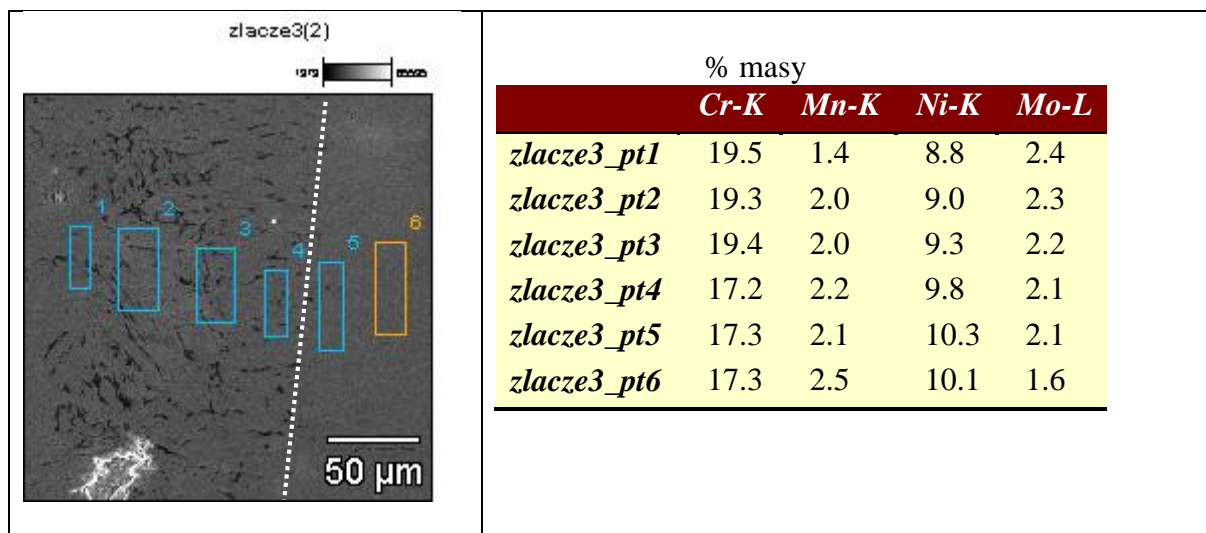 zlacze3(2)
1 2 3 4 5 6
50 µm
% masy
Cr-K Mn-K Ni-K Mo-L
zlacze3_pt1 19.5 1.4 8.8 2.4
zlacze3_pt2 19.3 2.0 9.0 2.3
zlacze3_pt3 19.4 2.0 9.3 2.2
zlacze3_pt4 17.2 2.2 9.8 2.1
zlacze3_pt5 17.3 2.1 10.3 2.1
zlacze3_pt6 17.3 2.5 10.1 1.6